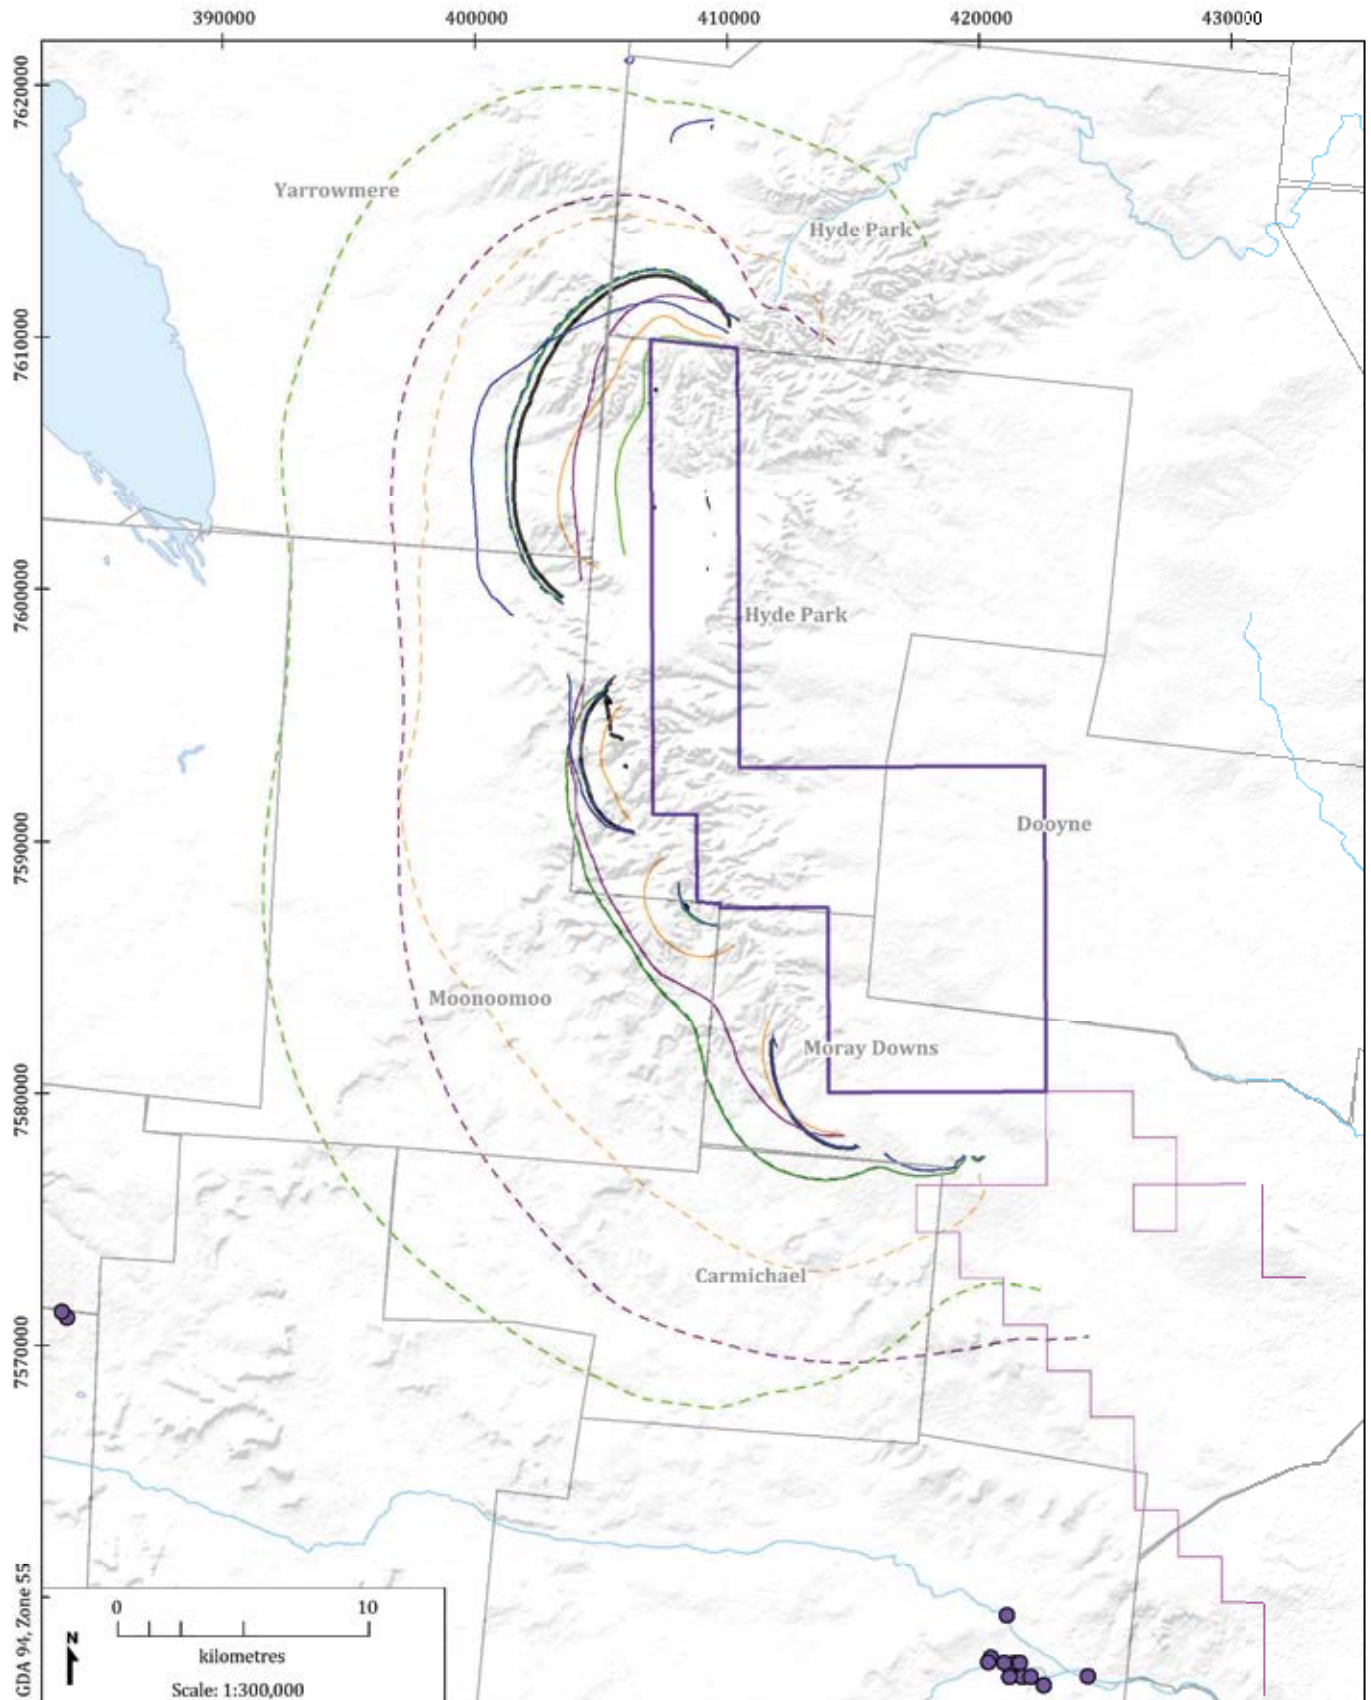 390000
400000
410000
420000
430000
7620000
Yarrowmere
Hyde Park
7610000
7600000
Hyde Park
Dooyne
7590000
Moonoomoo
Moray Downs
7580000
Carmichael
7570000
GDA 94, Zone 55
0 10
kilometres
N
Scale: 1:300,000